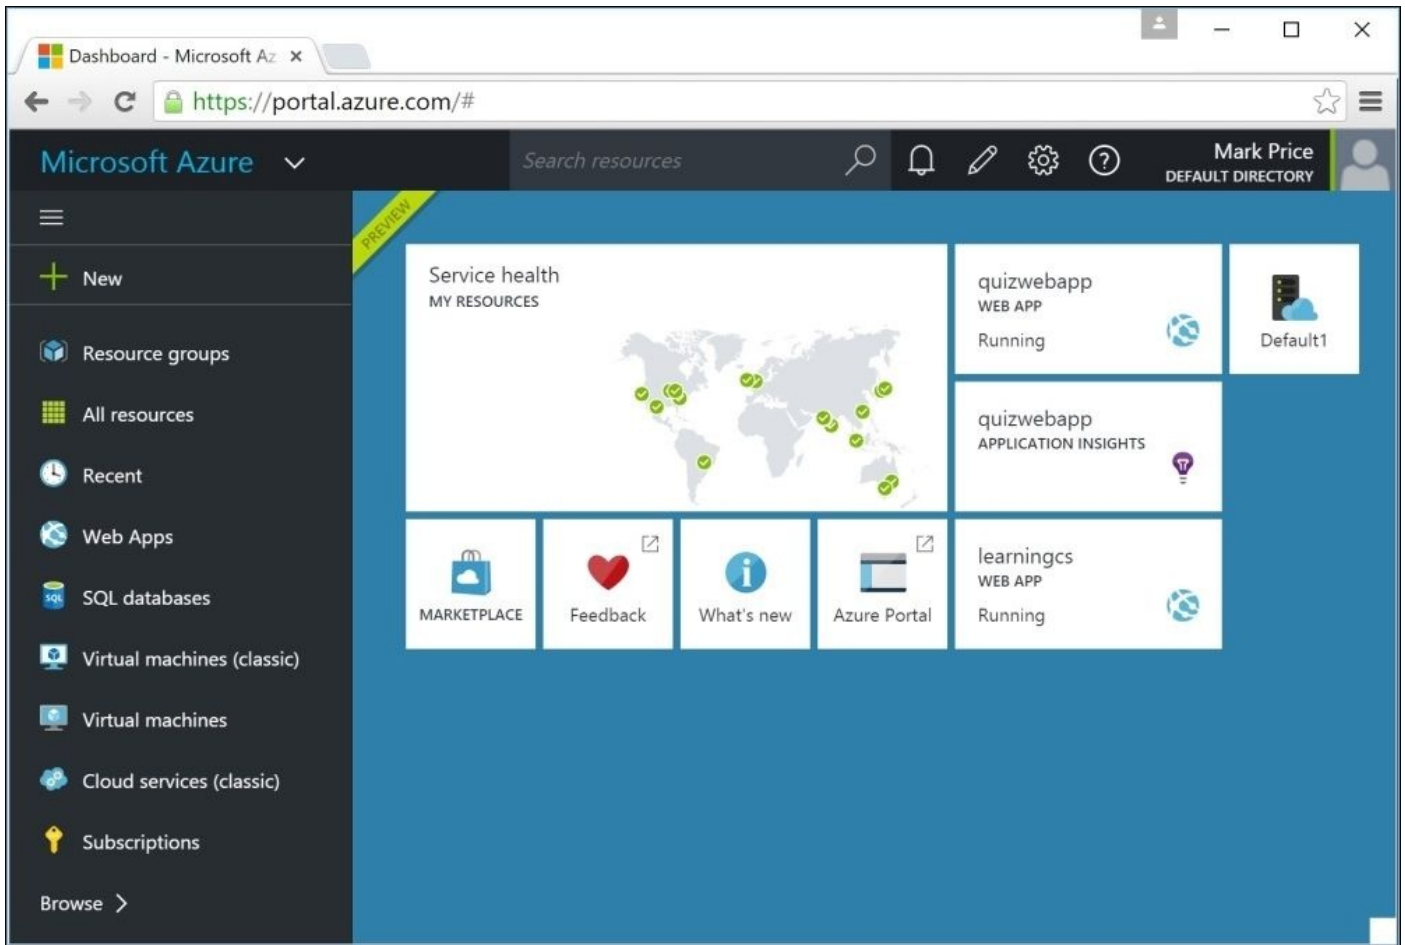 Dashboard - Microsoft Az
https://portal.azure.com/#
Microsoft Azure
Search resources
Mark Price
DEFAULT DIRECTORY
PREVIEW
New
Resource groups
All resources
Recent
Web Apps
SQL databases
SQL
Virtual machines (classic)
Virtual machines
Cloud services (classic)
Subscriptions
Browse
Service health
MY RESOURCES
quizwebapp
WEB APP
Running
Default1
quizwebapp
APPLICATION INSIGHTS
MARKETPLACE
Feedback
What's new
Azure Portal
learningcs
WEB APP
Running